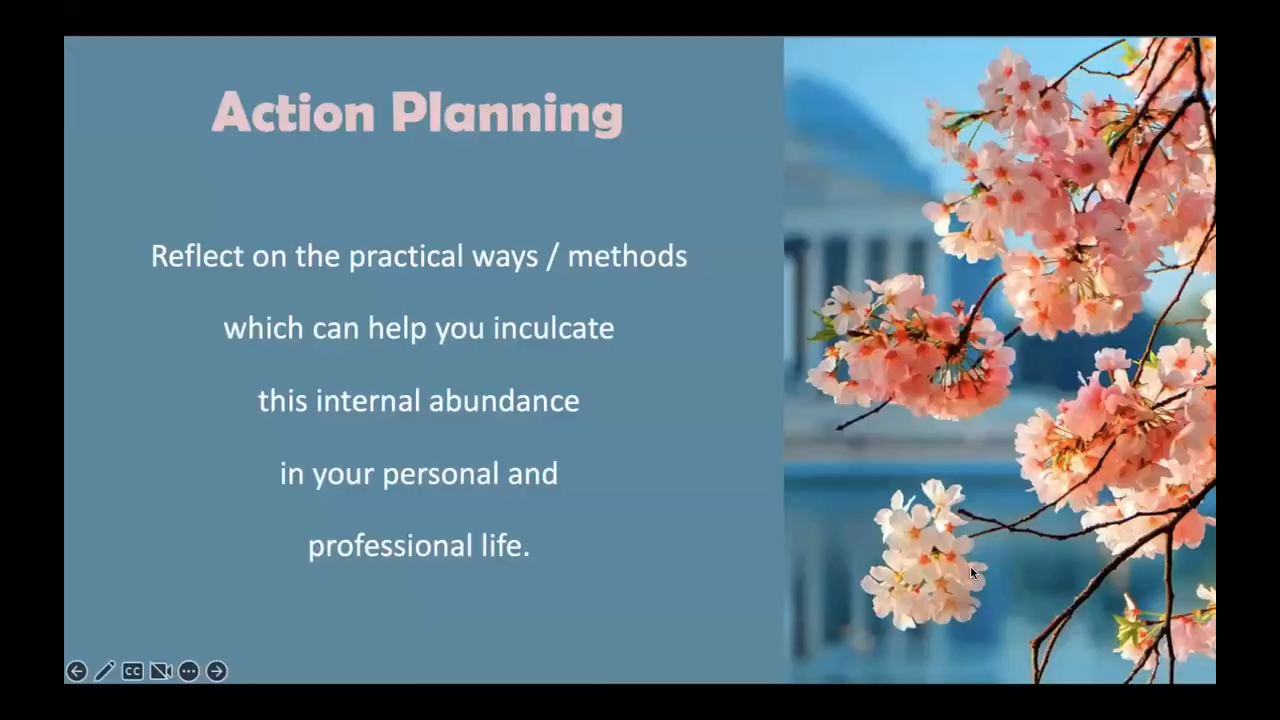 Action Planning
Reflect on the practical ways / methods
which can help you inculcate
this internal abundance
in your personal and
professional life.
CC